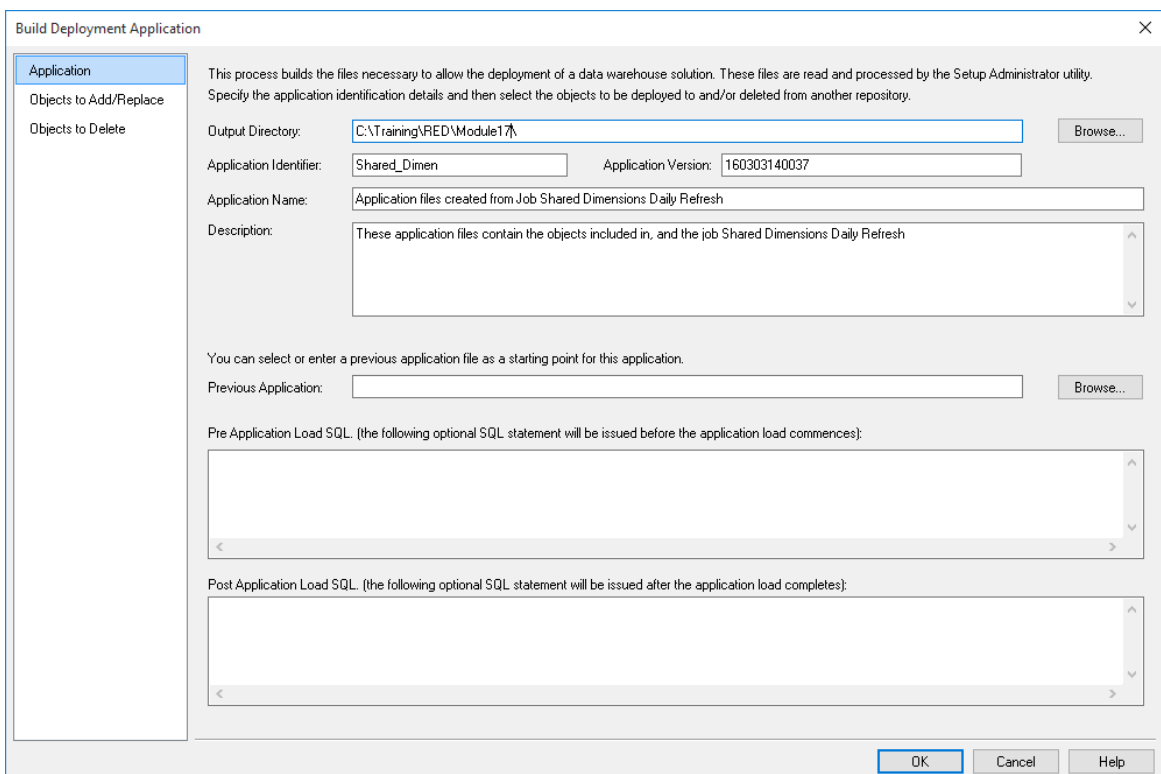 Build Deployment Application
Application
Objects to Add/Replace
Objects to Delete
This process builds the files necessary to allow the deployment of a data warehouse solution. These files are read and processed by the Setup Administrator utility.
Specify the application identification details and then select the objects to be deployed to and/or deleted from another repository.
Output Directory: C:\Training\RED\Module17\ Browse...
Application Identifier: Shared_Dimen Application Version: 160303140037
Application Name: Application files created from Job Shared Dimensions Daily Refresh
Description: These application files contain the objects included in, and the job Shared Dimensions Daily Refresh
You can select or enter a previous application file as a starting point for this application.
Previous Application: Browse...
Pre Application Load SQL. (the following optional SQL statement will be issued before the application load commences):
Post Application Load SQL. (the following optional SQL statement will be issued after the application load completes):
OK Cancel Help